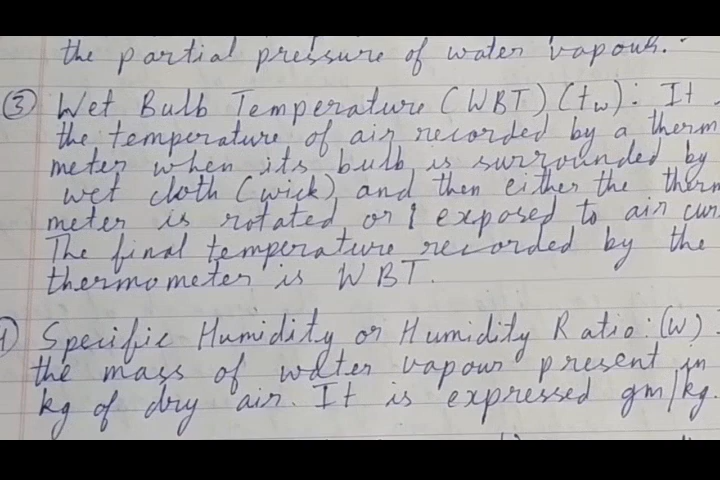 the partial pressure of water vapour.
③ Wet Bulb Temperature (WBT) (tw): It
the temperature of air recorded by a therm
meter when its bulb is surrounded by
wet cloth (wick) and then either the therm
meter is rotated or exposed to air cur
The final temperature recorded by the
thermometer is WBT.
Specific Humidity or Humidity Ratio: (W) :
the mass of water vapour present in
kg of dry air. It is expressed gm/kg.